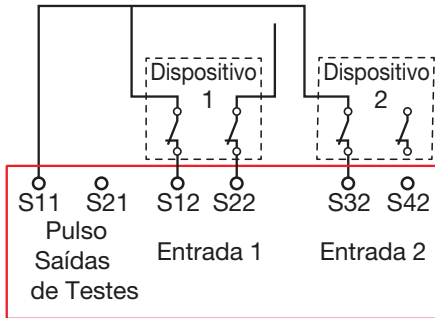 Dispositivo Dispositivo
1 2
S11 S21 S12 S22 S32 S42
Pulso
Saídas
de Testes
Entrada 1 Entrada 2